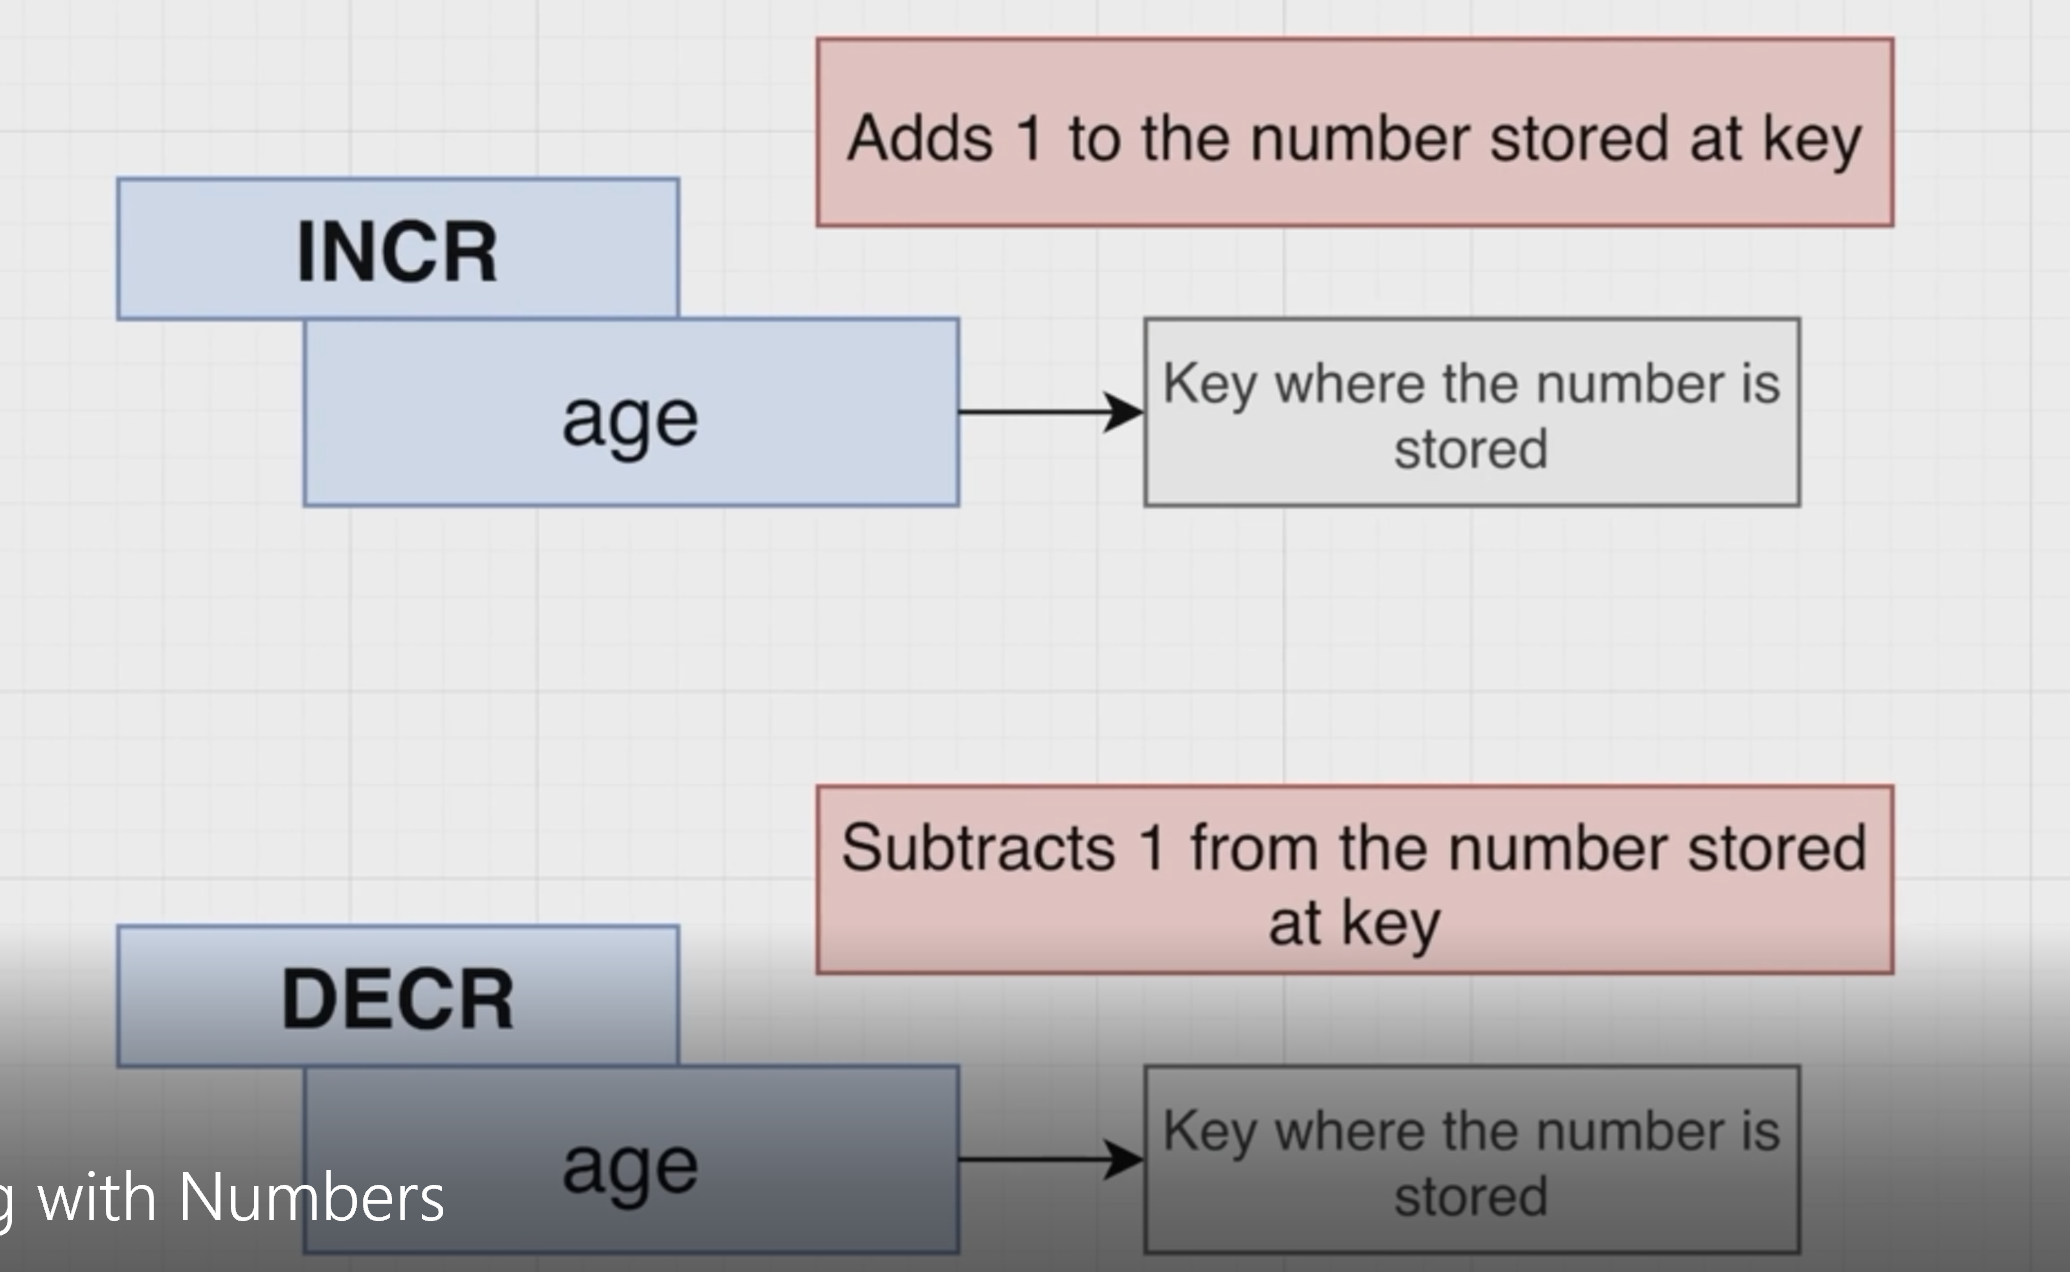 Adds 1 to the number stored at key
INCR
age
Key where the number is
stored
Subtracts 1 from the number stored
at key
DECR
age
Key where the number is
stored
with Numbers